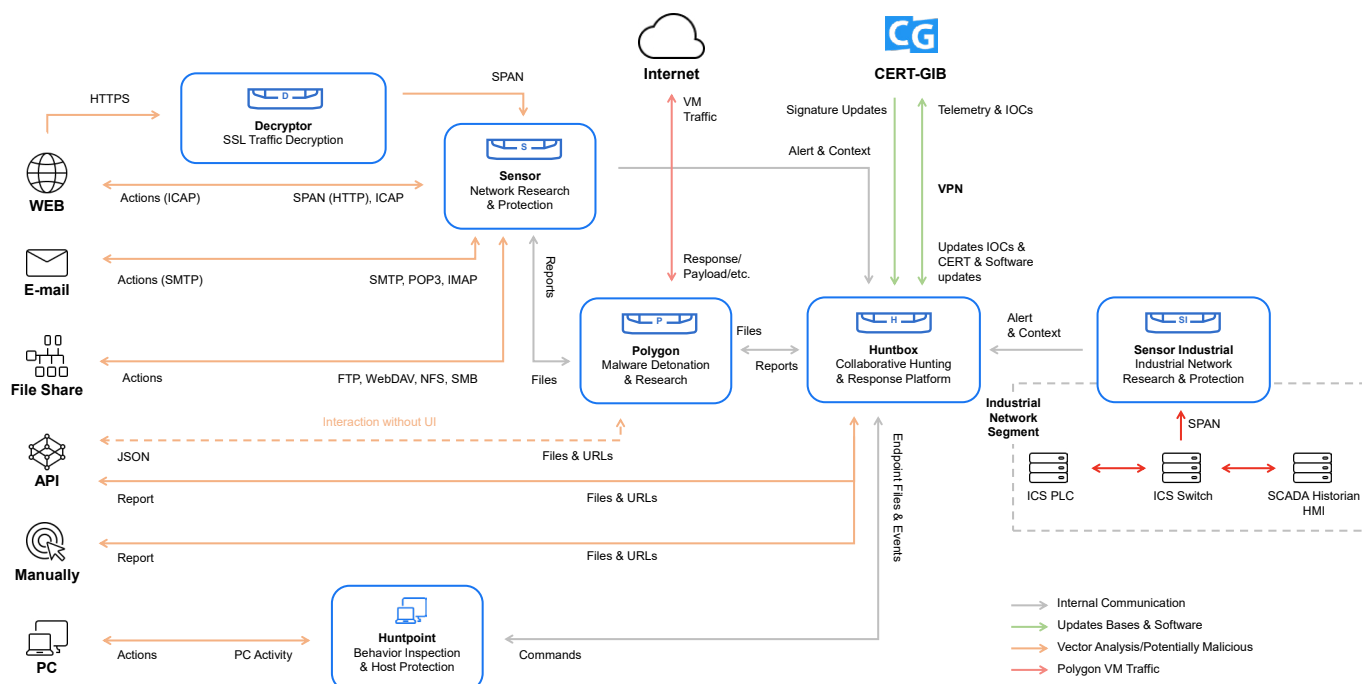 CG
Internet
CERT-GIB
HTTPS
D
Decryptor
SSL Traffic Decryption
SPAN
VM
Traffic
Signature Updates
Telemetry & IOCs
S
Sensor
Network Research
& Protection
Alert & Context
WEB
Actions (ICAP)
SPAN (HTTP), ICAP
VPN
E-mail
Actions (SMTP)
SMTP, POP3, IMAP
Reports
Response/
Payload/etc.
Updates IOCs &
CERT & Software
updates
P
Polygon
Malware Detonation
& Research
Files
Reports
H
Huntbox
Collaborative Hunting
& Response Platform
Alert
& Context
SI
Sensor Industrial
Industrial Network
Research & Protection
File Share
Actions
FTP, WebDAV, NFS, SMB
Files
Industrial
Network
Segment
SPAN
Interaction without UI
API
JSON
Files & URLs
Report
Files & URLs
Endpoint Files & Events
ICS PLC
ICS Switch
SCADA Historian
HMI
Manually
Report
Files & URLs
PC
Actions
PC Activity
Huntpoint
Behavior Inspection
& Host Protection
Commands
Internal Communication
Updates Bases & Software
Vector Analysis/Potentially Malicious
Polygon VM Traffic